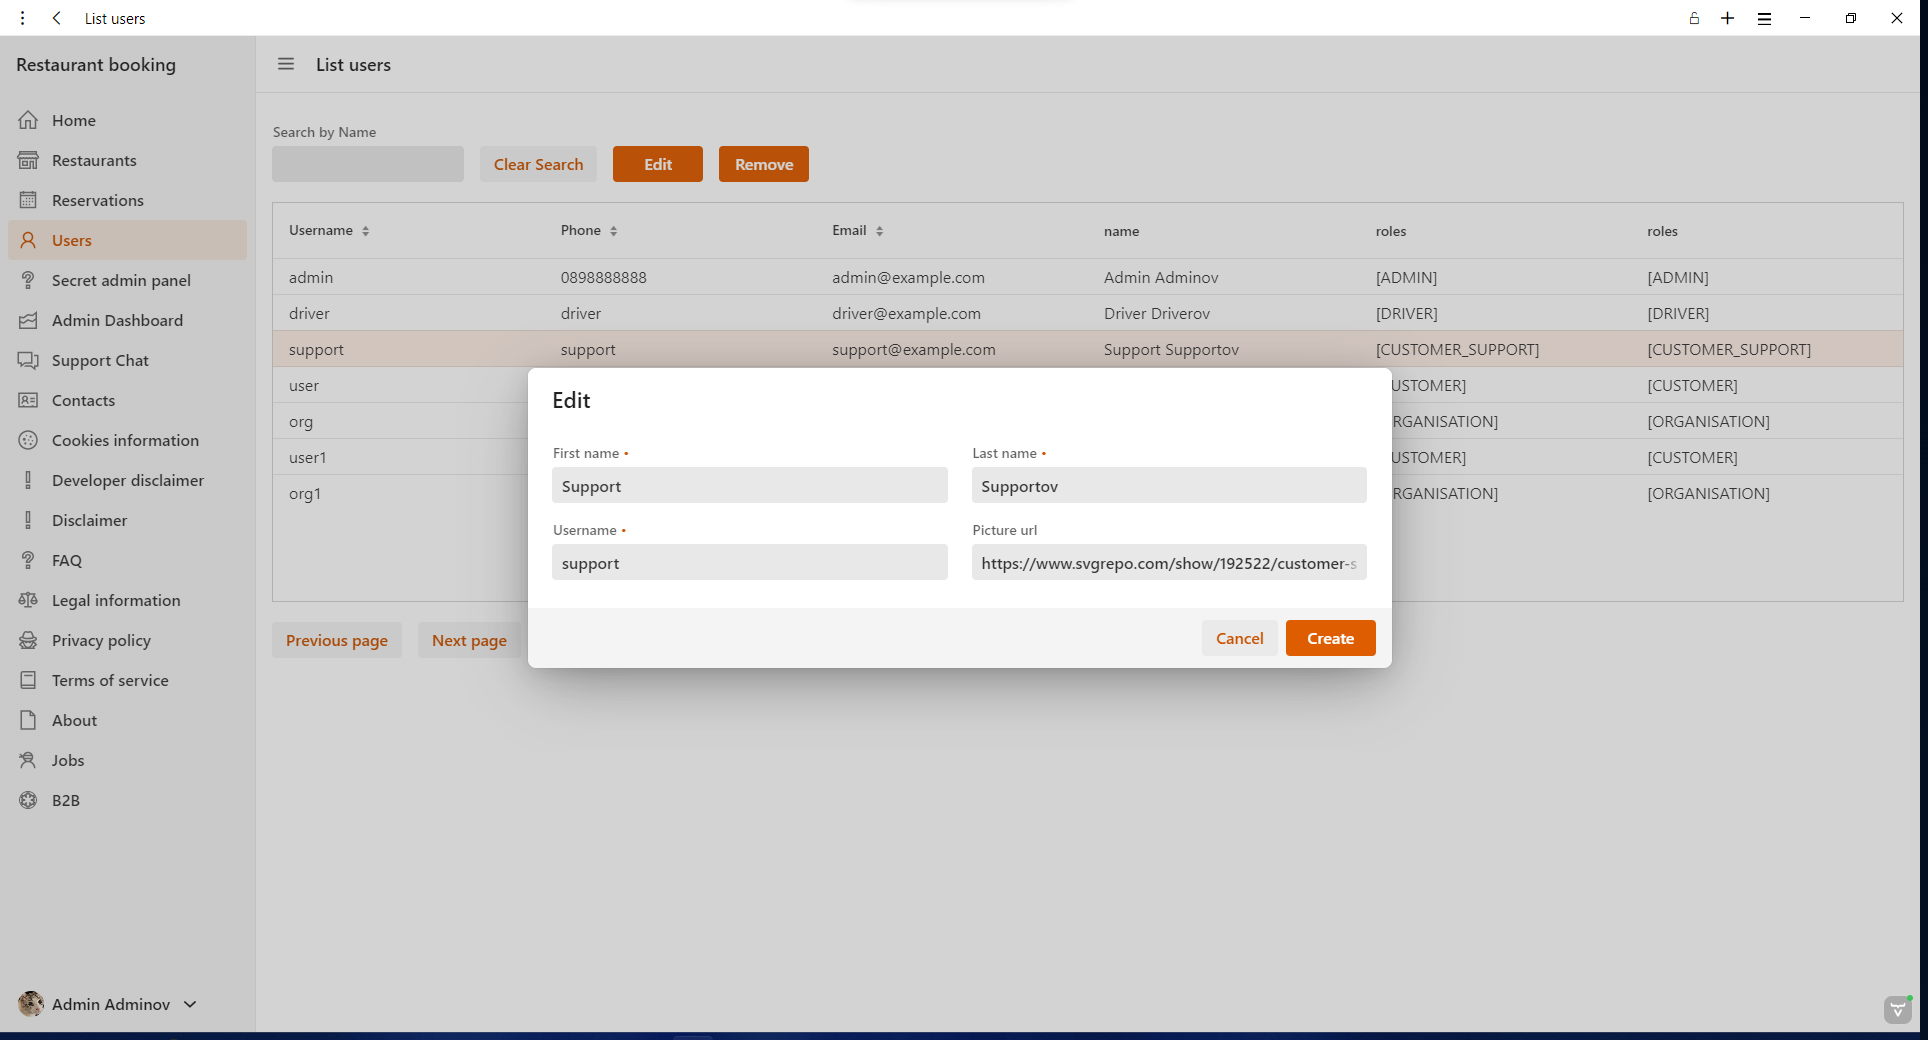 List users
Restaurant booking
List users
Home
Restaurants
Reservations
Users
Secret admin panel
Admin Dashboard
Support Chat
Contacts
Cookies information
Developer disclaimer
Disclaimer
FAQ
Legal information
Privacy policy
Terms of service
About
Jobs
B2B
Admin Adminov
Search by Name
Clear Search Edit Remove
Username Phone Email name roles roles
admin 0898888888 admin@example.com Admin Adminov [ADMIN] [ADMIN]
driver driver driver@example.com Driver Driverov [DRIVER] [DRIVER]
support support support@example.com Support Supportov [CUSTOMER_SUPPORT] [CUSTOMER_SUPPORT]
user USTOMER] [CUSTOMER]
org RGANISATION] [ORGANISATION]
user1 USTOMER] [CUSTOMER]
org1 RGANISATION] [ORGANISATION]
Previous page Next page
Edit
First name • Last name •
Support Supportov
Username • Picture url
support https://www.svgrepo.com/show/192522/customer-s
Cancel Create